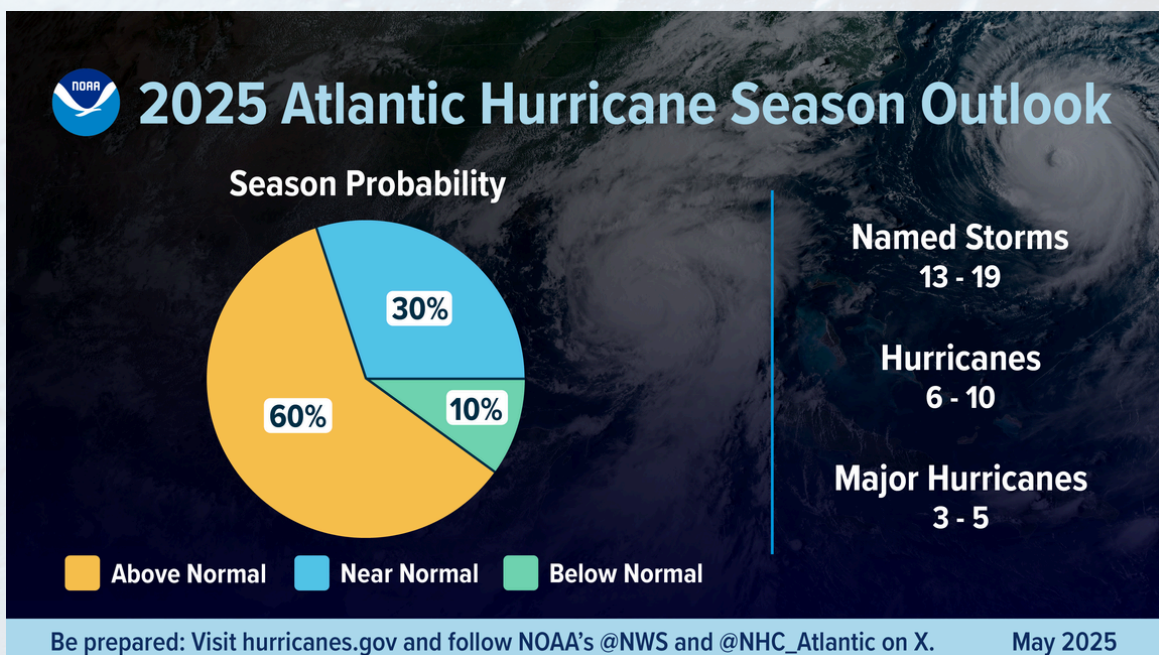 NOAA
2025 Atlantic Hurricane Season Outlook
Season Probability
30%
10%
60%
Above Normal
Near Normal
Below Normal
Named Storms
13 - 19
Hurricanes
6 - 10
Major Hurricanes
3 - 5
Be prepared: Visit hurricanes.gov and follow NOAA's @NWS and @NHC_Atlantic on X.
May 2025